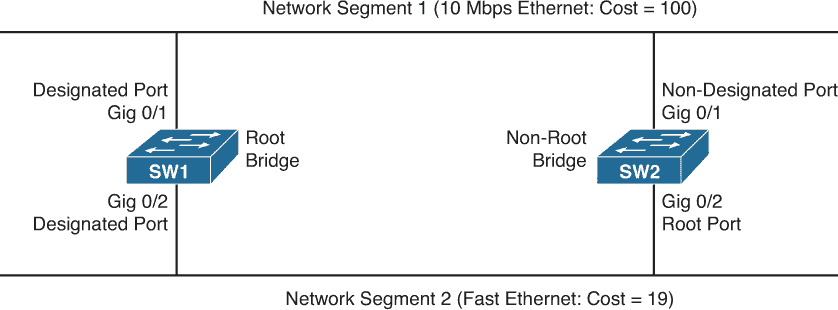 Network Segment 1 (10 Mbps Ethernet: Cost = 100)
Designated Port
Gig 0/1
Non-Designated Port
Gig 0/1
Root
Bridge
Non-Root
Bridge
SW1
SW2
Gig 0/2
Designated Port
Gig 0/2
Root Port
Network Segment 2 (Fast Ethernet: Cost = 19)